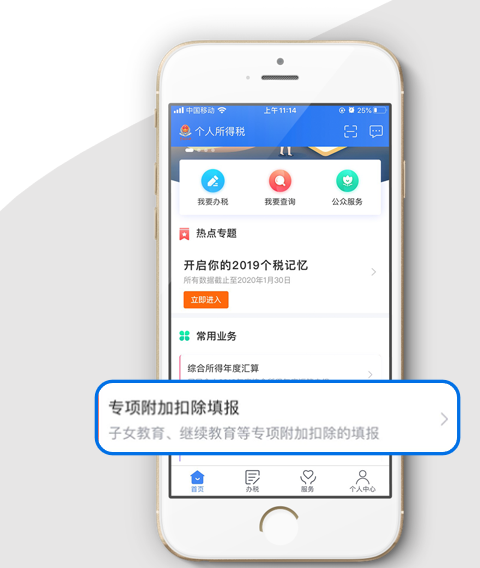 中国移动
上午11:14
25%
个人所得税
我要办税
我要查询
公众服务
热点专题
开启你的2019个税记忆
所有数据截止至2020年1月30日
立即进入
常用业务
综合所得年度汇算
专项附加扣除填报
子女教育、继续教育等专项附加扣除的填报
首页
办税
服务
个人中心